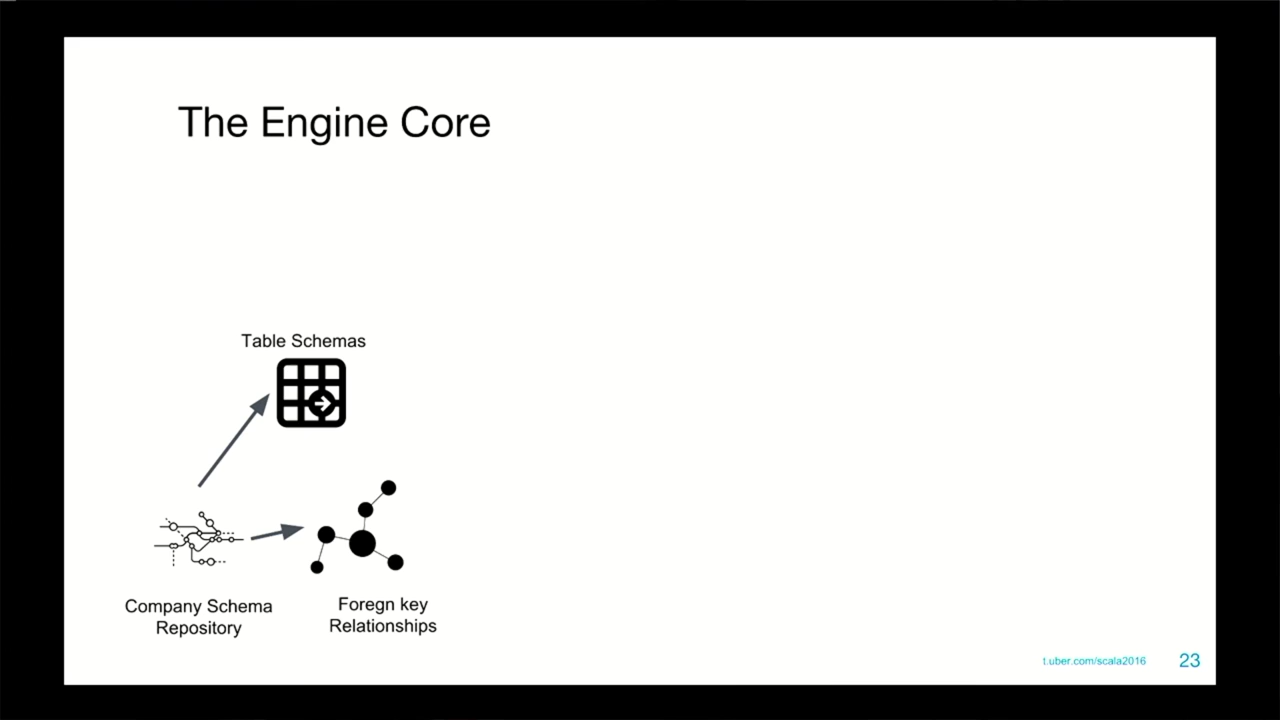 The Engine Core
Table Schemas
Company Schema
Repository
Foregn key
Relationships
t.uber.com/scala2016
23